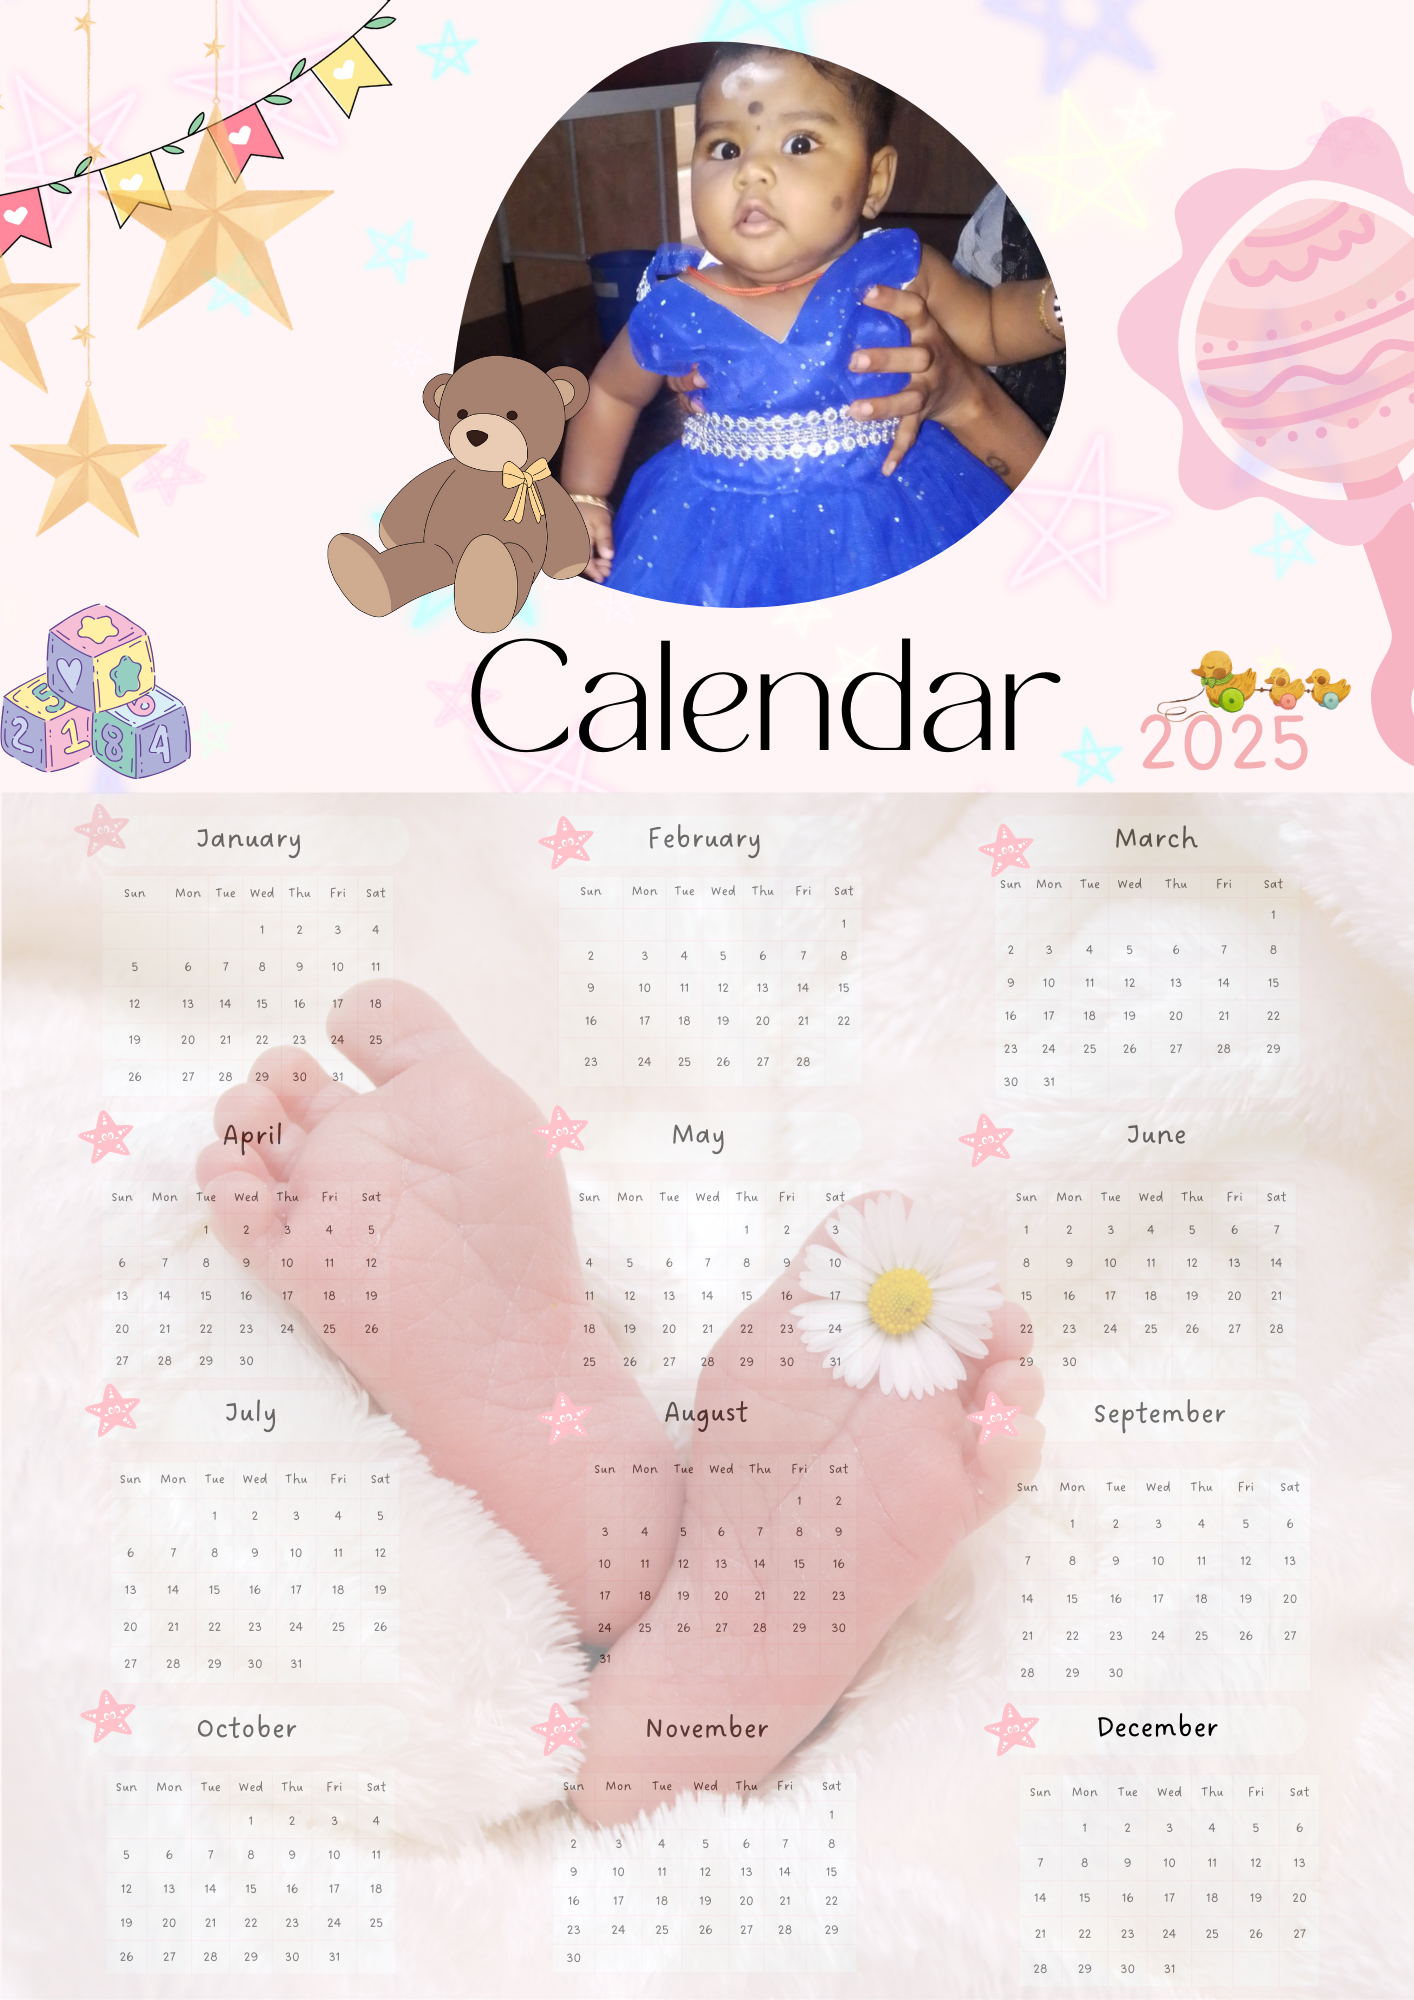 Calendar
2025
5
6
2 1 8 4
January
Sun Mon Tue Wed Thu Fri Sat
1 2 3 4
5 6 7 8 9 10 11
12 13 14 15 16 17 18
19 20 21 22 23 24 25
26 27 28 29 30 31
February
Sun Mon Tue Wed Thu Fri Sat
1
2 3 4 5 6 7 8
9 10 11 12 13 14 15
16 17 18 19 20 21 22
23 24 25 26 27 28
March
Sun Mon Tue Wed Thu Fri Sat
1
2 3 4 5 6 7 8
9 10 11 12 13 14 15
16 17 18 19 20 21 22
23 24 25 26 27 28 29
30 31
April
Sun Mon Tue Wed Thu Fri Sat
1 2 3 4 5
6 7 8 9 10 11 12
13 14 15 16 17 18 19
20 21 22 23 24 25 26
27 28 29 30
May
Sun Mon Tue Wed Thu Fri Sat
1 2 3
4 5 6 7 8 9 10
11 12 13 14 15 16 17
18 19 20 21 22 23 24
25 26 27 28 29 30 31
June
Sun Mon Tue Wed Thu Fri Sat
1 2 3 4 5 6 7
8 9 10 11 12 13 14
15 16 17 18 19 20 21
22 23 24 25 26 27 28
29 30
July
Sun Mon Tue Wed Thu Fri Sat
1 2 3 4 5
6 7 8 9 10 11 12
13 14 15 16 17 18 19
20 21 22 23 24 25 26
27 28 29 30 31
August
Sun Mon Tue Wed Thu Fri Sat
1 2
3 4 5 6 7 8 9
10 11 12 13 14 15 16
17 18 19 20 21 22 23
24 25 26 27 28 29 30
31
September
Sun Mon Tue Wed Thu Fri Sat
1 2 3 4 5 6
7 8 9 10 11 12 13
14 15 16 17 18 19 20
21 22 23 24 25 26 27
28 29 30
October
Sun Mon Tue Wed Thu Fri Sat
1 2 3 4
5 6 7 8 9 10 11
12 13 14 15 16 17 18
19 20 21 22 23 24 25
26 27 28 29 30 31
November
Sun Mon Tue Wed Thu Fri Sat
1
2 3 4 5 6 7 8
9 10 11 12 13 14 15
16 17 18 19 20 21 22
23 24 25 26 27 28 29
30
December
Sun Mon Tue Wed Thu Fri Sat
1 2 3 4 5 6
7 8 9 10 11 12 13
14 15 16 17 18 19 20
21 22 23 24 25 26 27
28 29 30 31